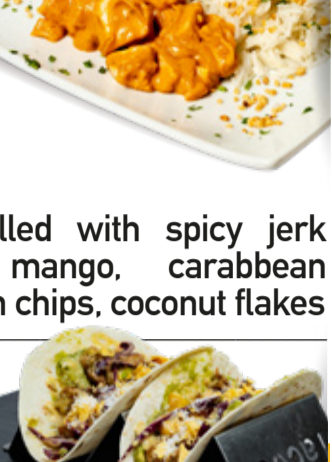 lled with spicy jerk
mango, carabbean
chips, coconut flakes